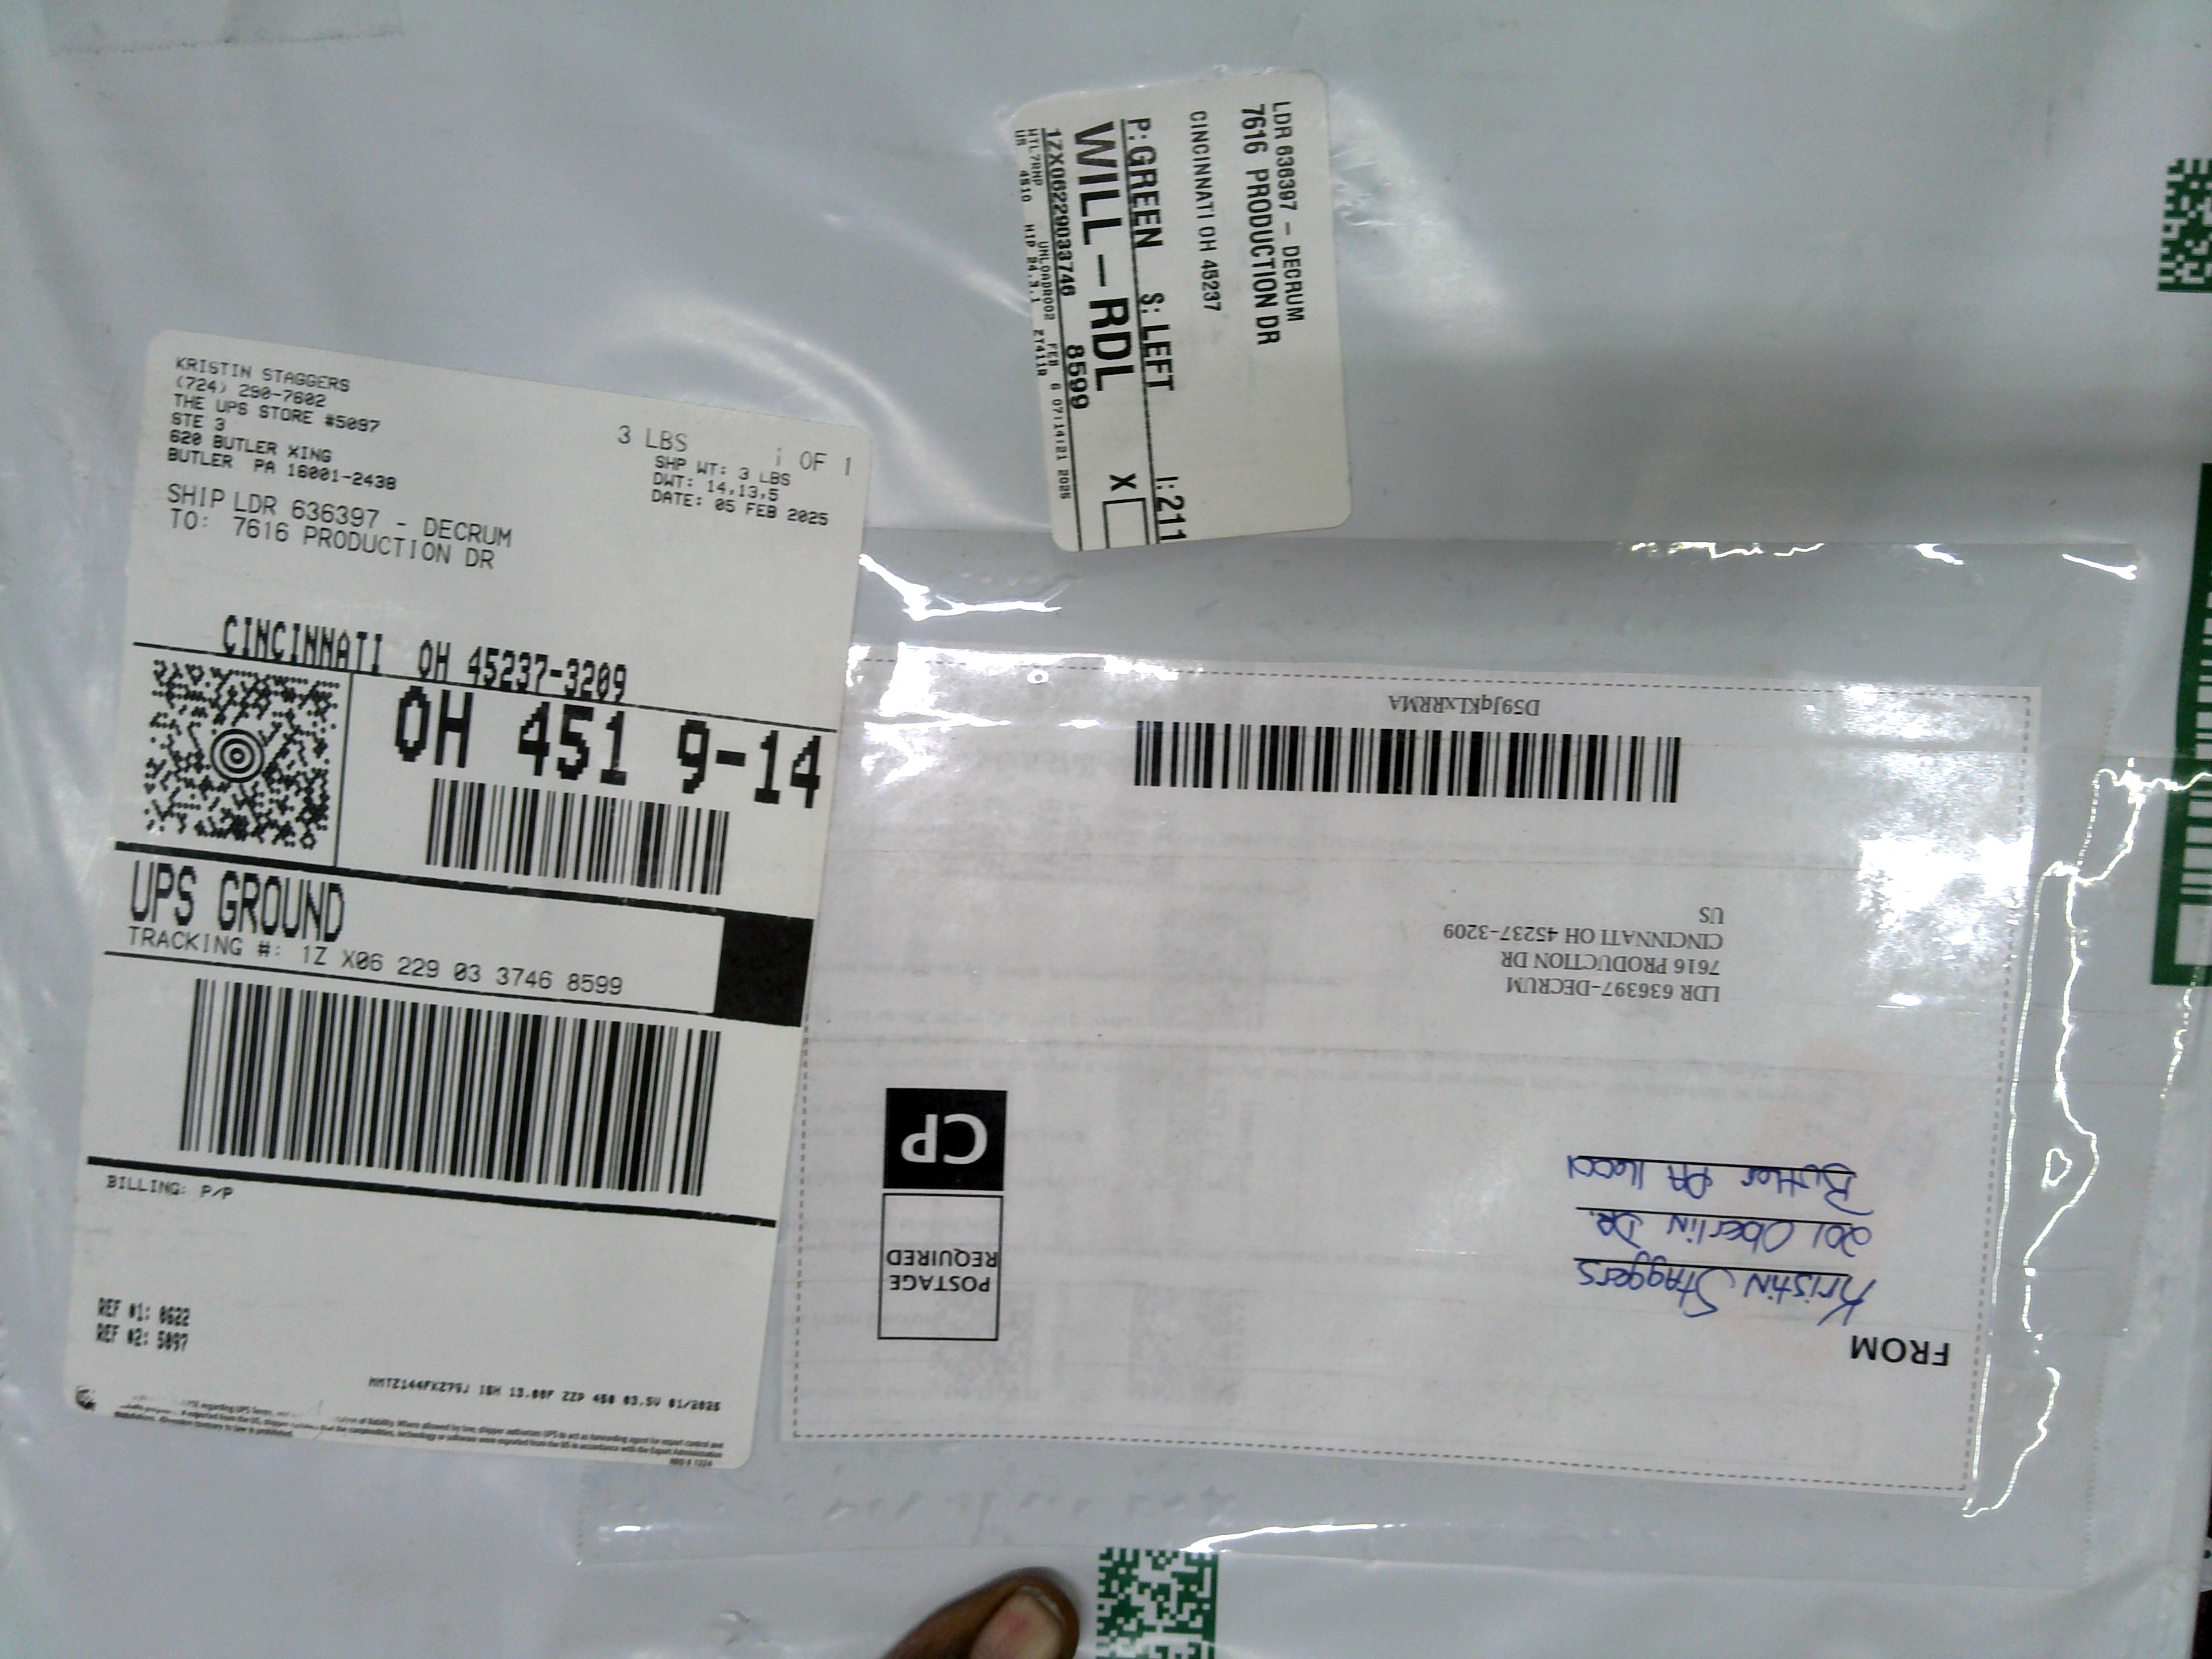 KRISTIN STAGGERS
(724) 290-7602
THE UPS STORE #5097
STE 3
620 BUTLER XING
BUTLER PA 16001-2438
3 LBS 1 OF 1
SHP WT: 3 LBS
DWT: 14,13,5
DATE: 05 FEB 2025
SHIP LDR 636397 - DECRUM
TO: 7616 PRODUCTION DR
CINCINNATI OH 45237-3209
OH 451 9-14
UPS GROUND
TRACKING #: 1Z X06 229 03 3746 8599
BILLING: P/P
REF #1: 0622
REF #2: 5097
LDR 636397 - DECRUM
7616 PRODUCTION DR
CINCINNATI OH 45237
P: GREEN S: LEFT I: 211
WILL-RDL X
1ZX06229033746 8599
FROM
Kristin Staggers
201 Oberlin DR.
Butler PA 16001
POSTAGE
REQUIRED
CP
LDR 636397-DECRUM
7616 PRODUCTION DR
CINCINNATI OH 45237-3209
US
D59JqKLxRRMA